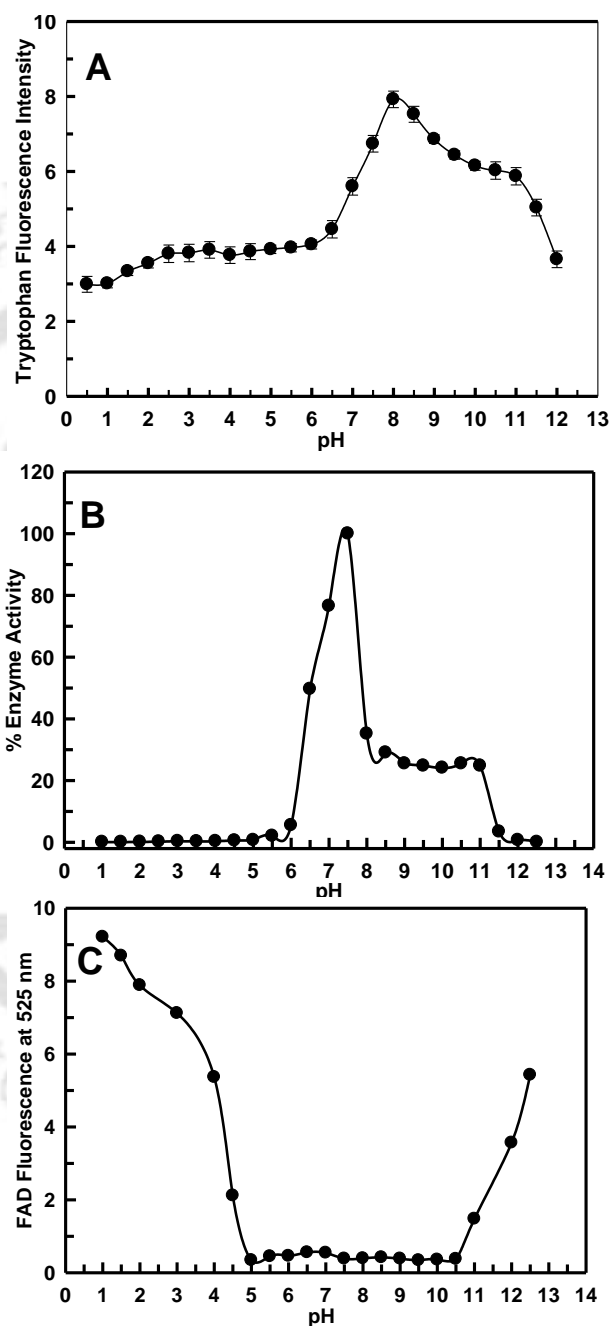 A
Tryptophan Fluorescence Intensity
10
8
6
4
2
0
0 1 2 3 4 5 6 7 8 9 10 11 12 13
pH
B
% Enzyme Activity
120
100
80
60
40
20
0
0 1 2 3 4 5 6 7 8 9 10 11 12 13 14
pH
C
FAD Fluorescence at 525 nm
10
8
6
4
2
0
0 1 2 3 4 5 6 7 8 9 10 11 12 13 14
pH